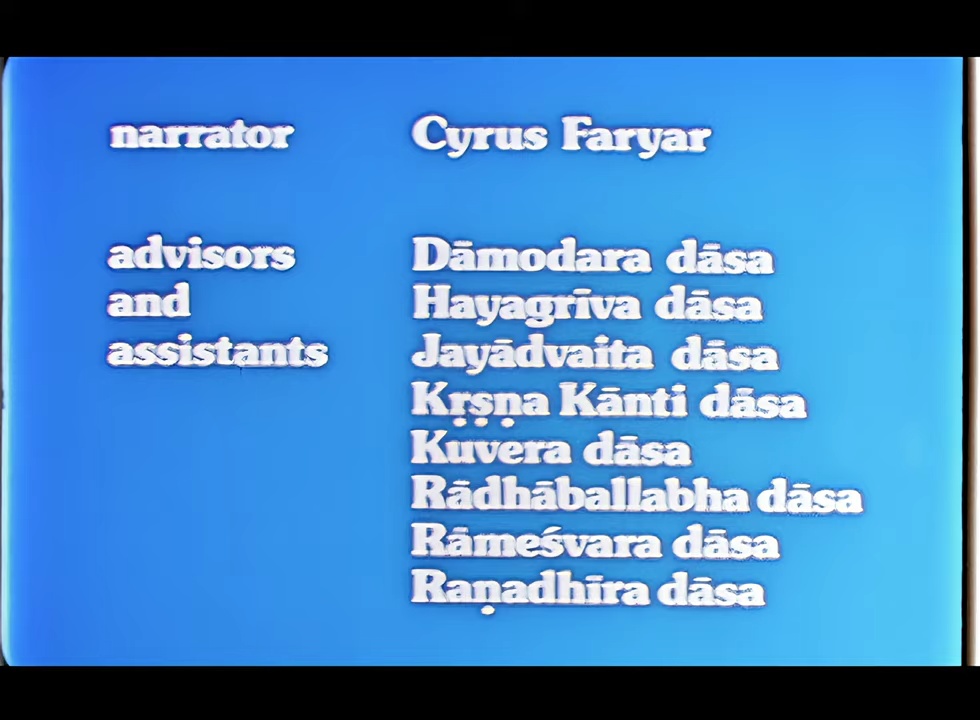 narrator Cyrus Faryar
advisors Dāmodara dāsa
and Hayagrīva dāsa
assistants Jayādvaita dāsa
Kṛṣṇa Kānti dāsa
Kuvera dāsa
Rādhāballabha dāsa
Rāmeśvara dāsa
Raṇadhīra dāsa